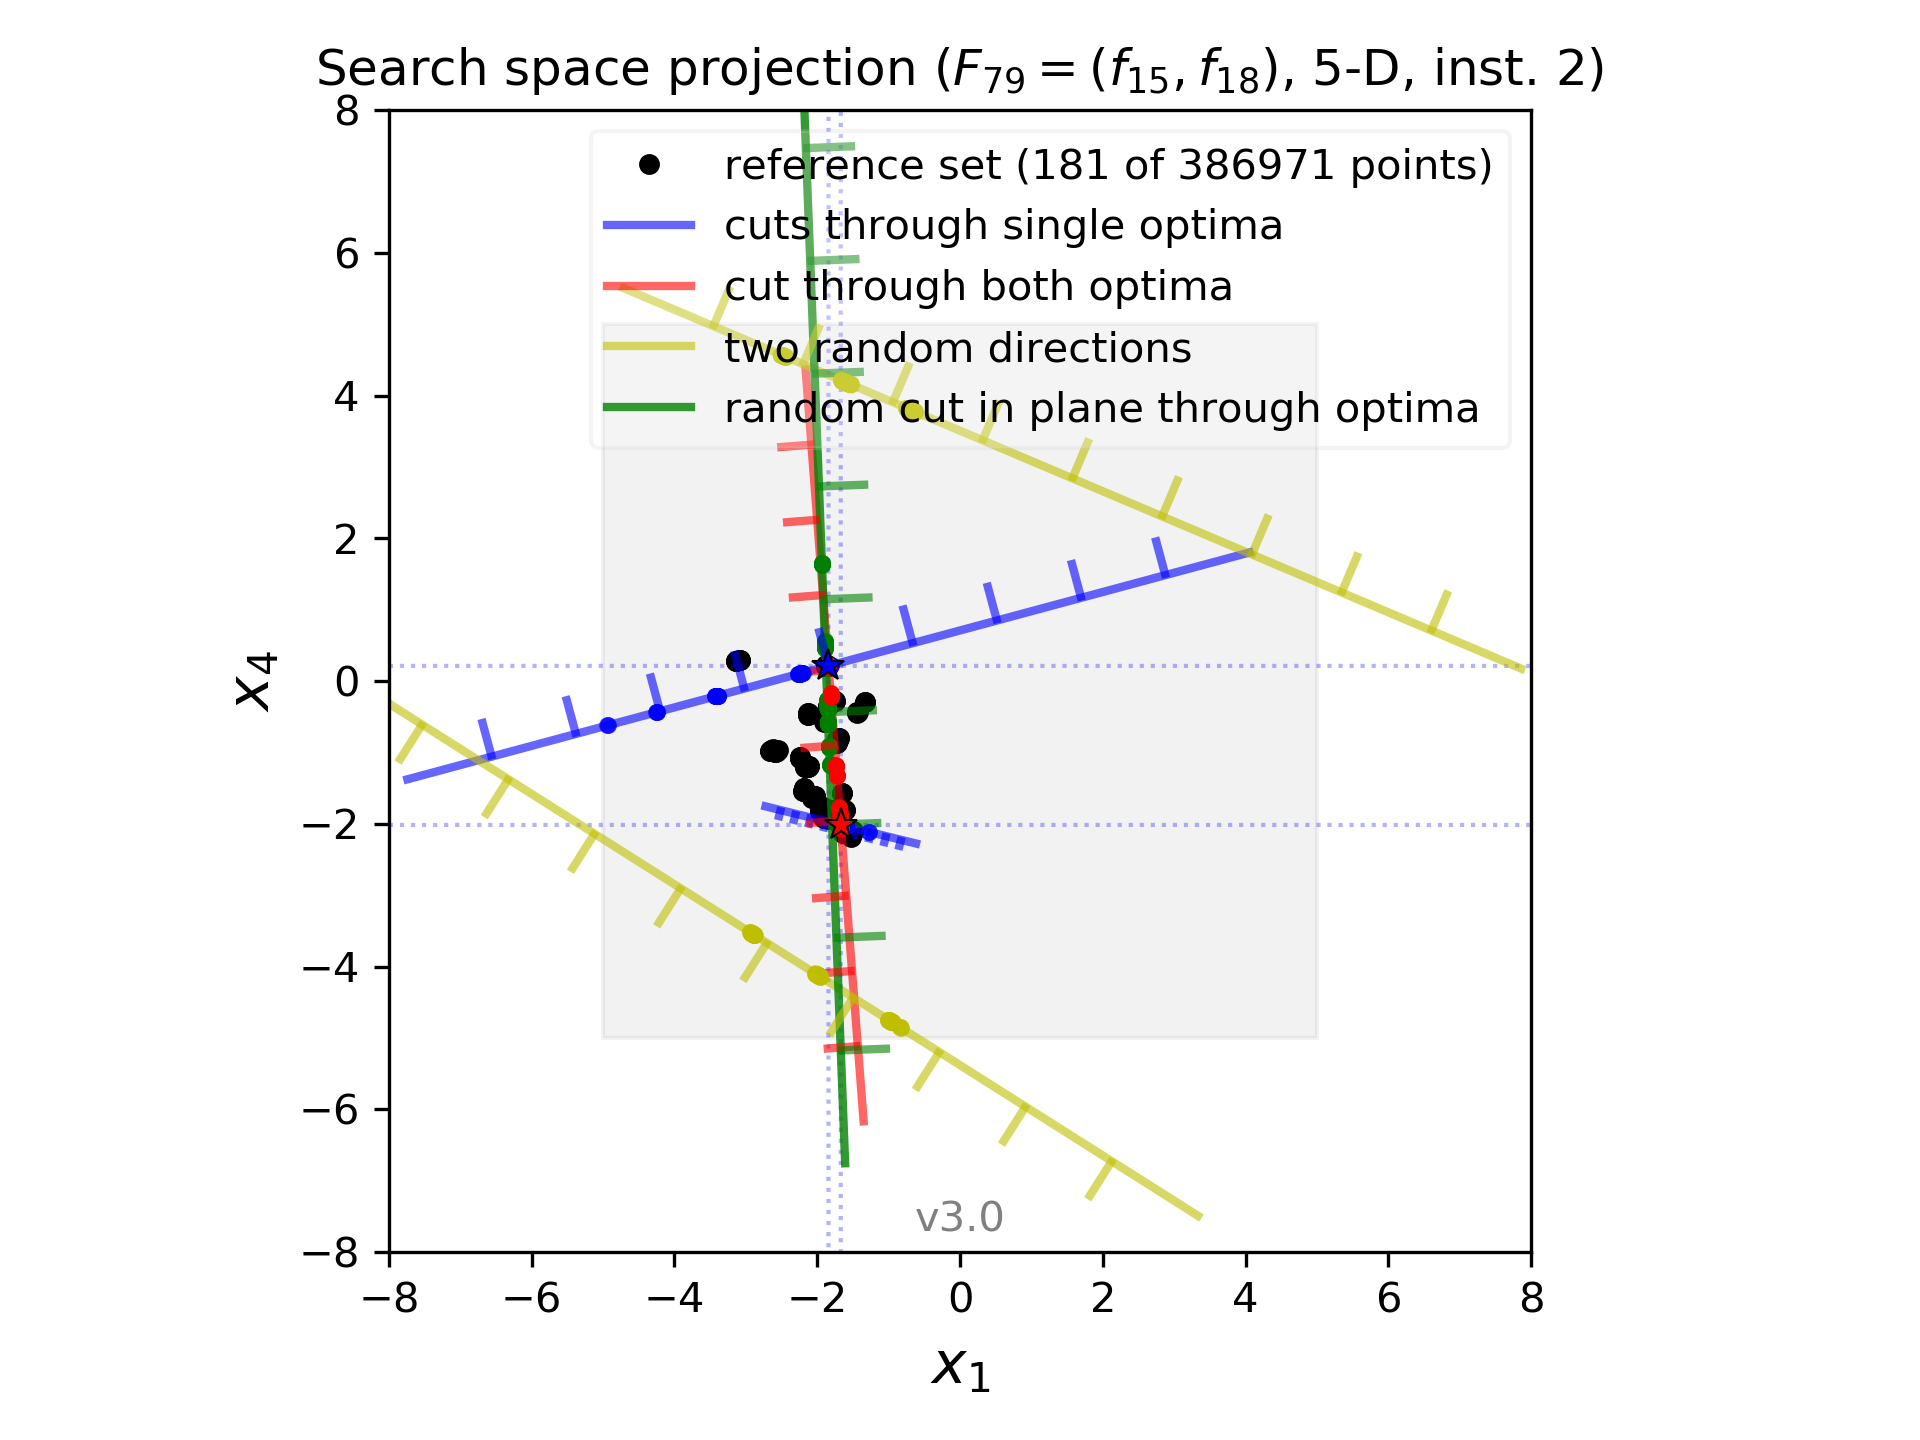 Search space projection (F79 = (f15, f18), 5-D, inst. 2)
reference set (181 of 386971 points)
cuts through single optima
cut through both optima
two random directions
random cut in plane through optima
8
6
4
2
0
−2
−4
−6
−8
x4
v3.0
−8 −6 −4 −2 0 2 4 6 8
x1